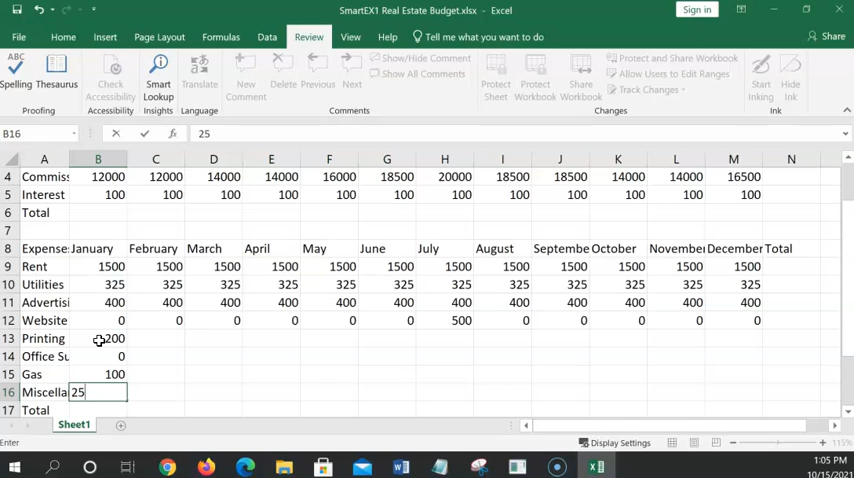 SmartEX1 Real Estate Budget.xlsx - Excel
Sign in
File Home Insert Page Layout Formulas Data Review View Help Tell me what you want to do Share
ABC
Spelling Thesaurus
Proofing
Check Accessibility
Accessibility
Smart Lookup
Insights
Translate
Language
New Comment Delete Previous Next
Show/Hide Comment
Show All Comments
Comments
Protect Sheet Protect Workbook Share Workbook
Protect and Share Workbook
Allow Users to Edit Ranges
Track Changes
Changes
Start Inking Hide Ink
Ink
B16 fx 25
A B C D E F G H I J K L M N
4 Commiss 12000 12000 14000 14000 16000 18500 20000 18500 18500 14000 14000 16500
5 Interest 100 100 100 100 100 100 100 100 100 100 100 100
6 Total
7
8 Expense: January February March April May June July August Septembe October November December Total
9 Rent 1500 1500 1500 1500 1500 1500 1500 1500 1500 1500 1500 1500
10 Utilities 325 325 325 325 325 325 325 325 325 325 325 325
11 Advertisi 400 400 400 400 400 400 400 400 400 400 400 400
12 Website 0 0 0 0 0 0 500 0 0 0 0 0
13 Printing 200
14 Office Su 0
15 Gas 100
16 Miscella 25
17 Total
Sheet1
Enter Display Settings 115%
1:05 PM
10/15/2021